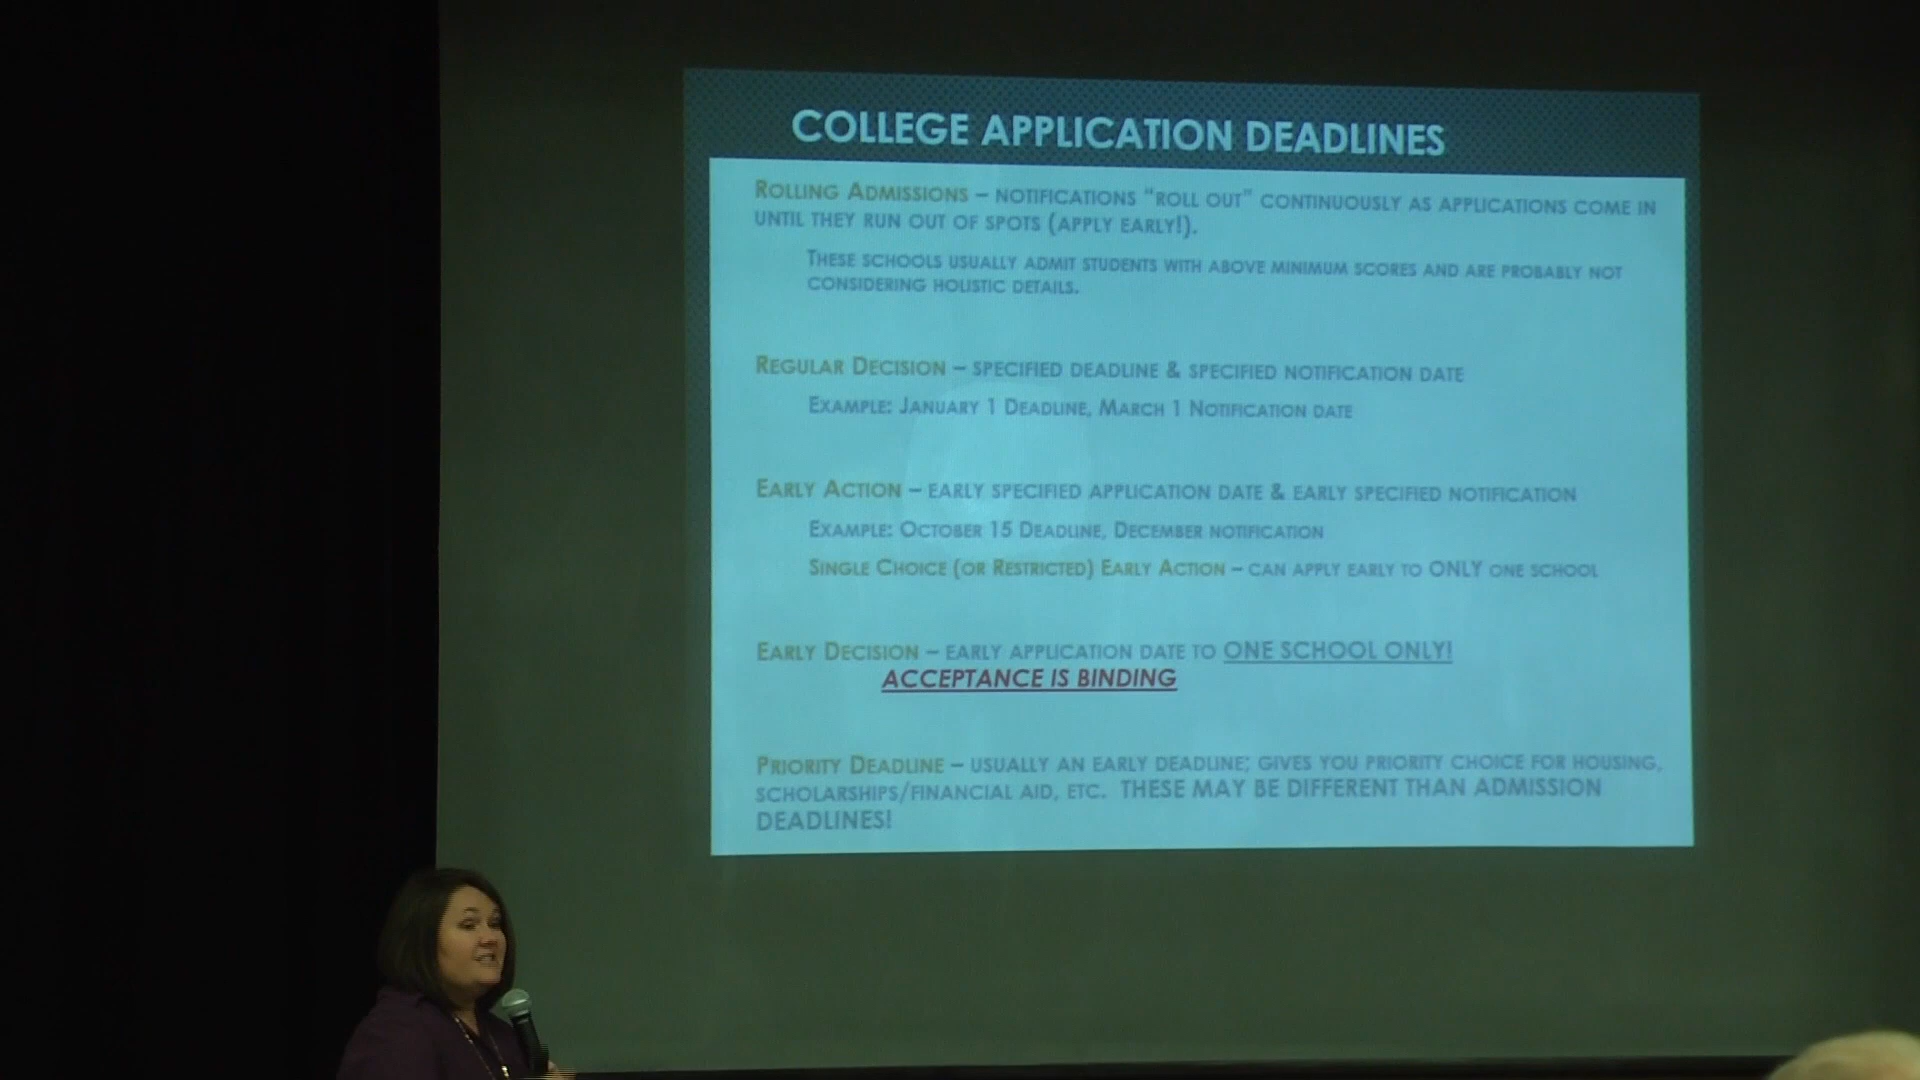 COLLEGE APPLICATION DEADLINES
ROLLING ADMISSIONS – NOTIFICATIONS "ROLL OUT" CONTINUOUSLY AS APPLICATIONS COME IN
UNTIL THEY RUN OUT OF SPOTS (APPLY EARLY!).
THESE SCHOOLS USUALLY ADMIT STUDENTS WITH ABOVE MINIMUM SCORES AND ARE PROBABLY NOT
CONSIDERING HOLISTIC DETAILS.
REGULAR DECISION – SPECIFIED DEADLINE & SPECIFIED NOTIFICATION DATE
EXAMPLE: JANUARY 1 DEADLINE, MARCH 1 NOTIFICATION DATE
EARLY ACTION – EARLY SPECIFIED APPLICATION DATE & EARLY SPECIFIED NOTIFICATION
EXAMPLE: OCTOBER 15 DEADLINE, DECEMBER NOTIFICATION
SINGLE CHOICE (OR RESTRICTED) EARLY ACTION – CAN APPLY EARLY TO ONLY ONE SCHOOL
EARLY DECISION – EARLY APPLICATION DATE TO ONE SCHOOL ONLY!
ACCEPTANCE IS BINDING
PRIORITY DEADLINE – USUALLY AN EARLY DEADLINE; GIVES YOU PRIORITY CHOICE FOR HOUSING,
SCHOLARSHIPS/FINANCIAL AID, ETC. THESE MAY BE DIFFERENT THAN ADMISSION
DEADLINES!